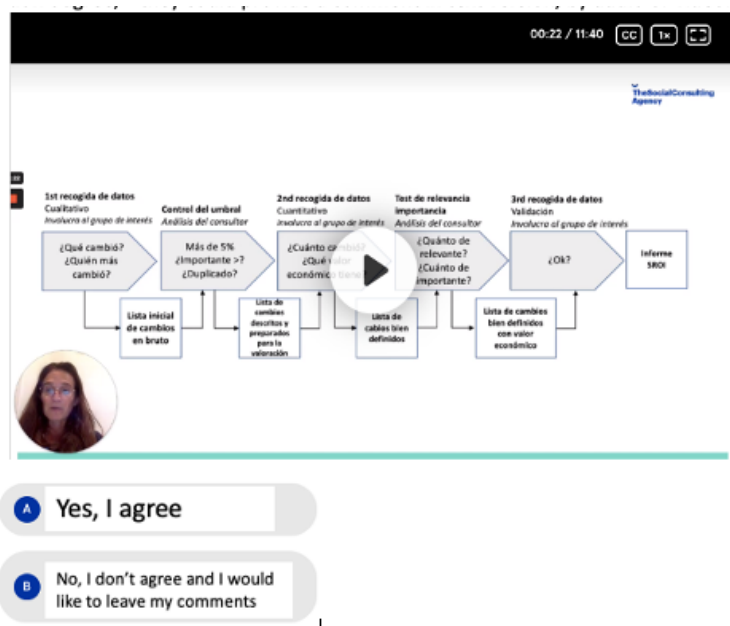 00:22 / 11:40 CC 1×
TheSocialConsulting
Agency
1st recogida de datos
Cualitativo
Involucra al grupo de interés
Control del umbral
Análisis del consultor
2nd recogida de datos
Cuantitativo
Involucra al grupo de interés
Test de relevancia
importancia
Análisis del consultor
3rd recogida de datos
Validación
Involucra al grupo de interés
¿Qué cambió?
¿Quién más
cambió?
Más de 5%
¿Importante >?
¿Duplicado?
¿Cuánto
¿Qué valor
económico
¿Quánto de
relevante?
¿Cuánto de
importante?
¿Ok?
Informe
SROI
Lista inicial
de cambios
en bruto
Lista de
cambios
descritos y
preparados
para la
valoración
Lista de
cabios bien
definidos
Lista de cambios
bien definidos
con valor
económico
A Yes, I agree
B No, I don't agree and I would
like to leave my comments